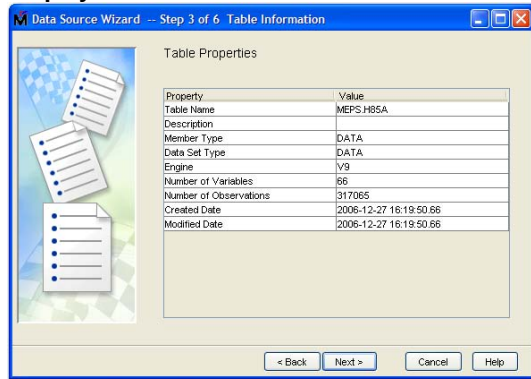 Data Source Wizard -- Step 3 of 6 Table Information
Table Properties
Property Value
Table Name MEPS.H85A
Description
Member Type DATA
Data Set Type DATA
Engine V9
Number of Variables 66
Number of Observations 317065
Created Date 2006-12-27 16:19:50.66
Modified Date 2006-12-27 16:19:50.66
< Back Next > Cancel Help